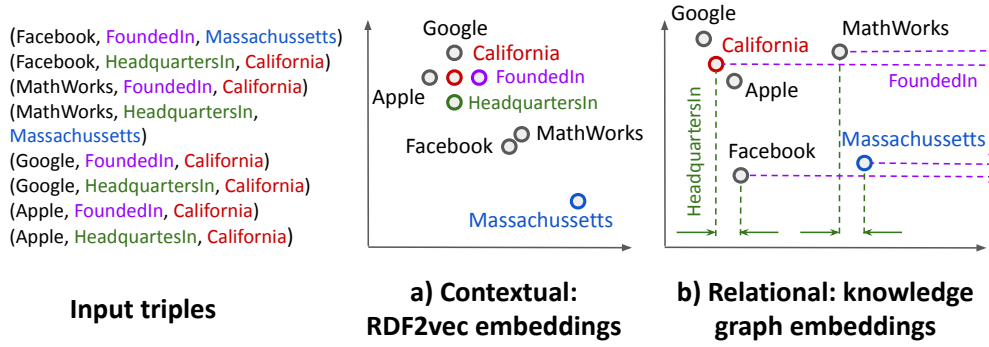 (Facebook, FoundedIn, Massachussetts)
(Facebook, HeadquartersIn, California)
(MathWorks, FoundedIn, California)
(MathWorks, HeadquartersIn,
Massachussetts)
(Google, FoundedIn, California)
(Google, HeadquartersIn, California)
(Apple, FoundedIn, California)
(Apple, HeadquartesIn, California)
Input triples
Google
California
FoundedIn
Apple
HeadquartersIn
MathWorks
Facebook
Massachussetts
a) Contextual:
RDF2vec embeddings
Google
MathWorks
California
FoundedIn
Apple
HeadquartersIn
Massachussetts
Facebook
b) Relational: knowledge
graph embeddings